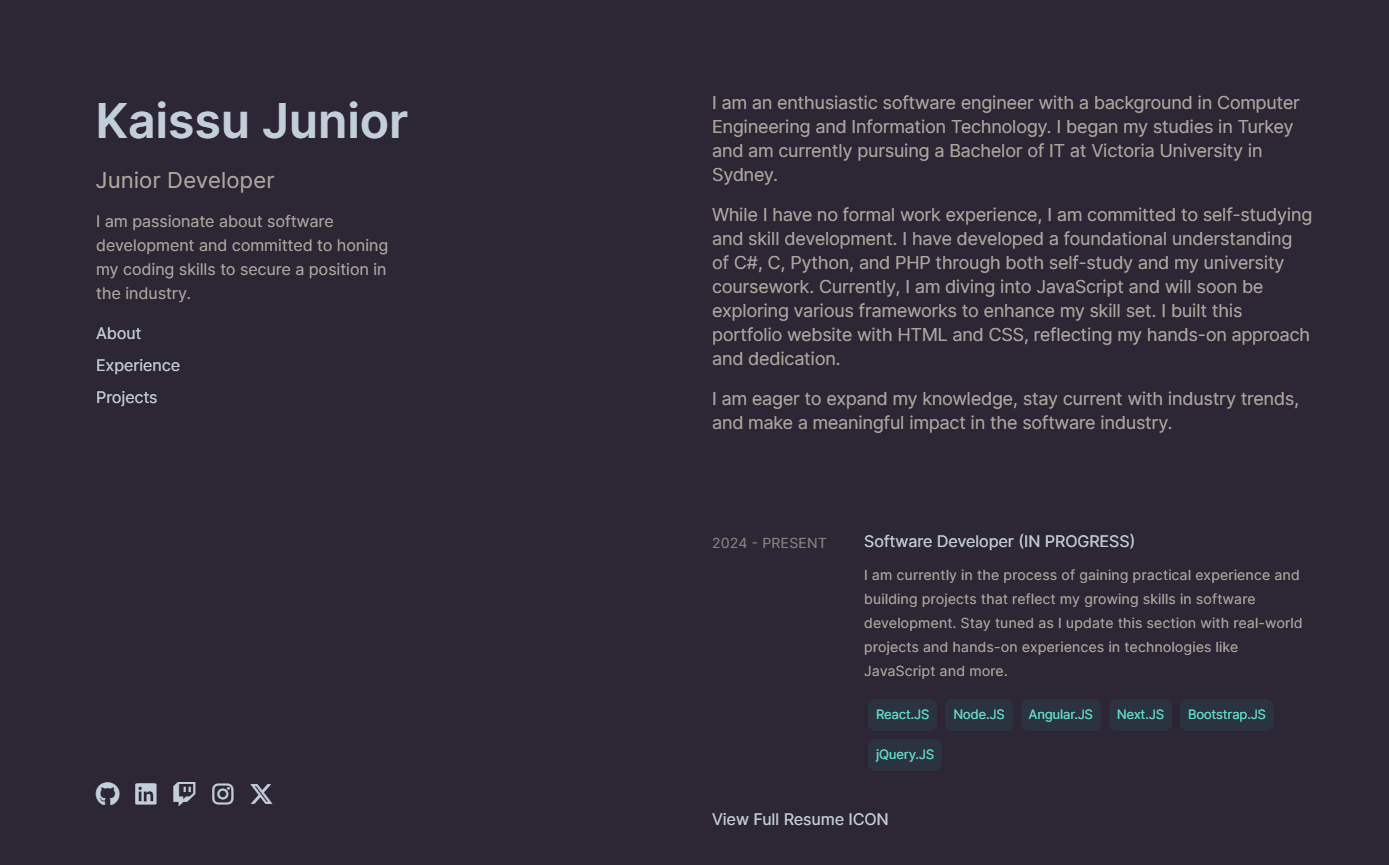 Kaissu Junior
Junior Developer
I am passionate about software
development and committed to honing
my coding skills to secure a position in
the industry.
About
Experience
Projects
I am an enthusiastic software engineer with a background in Computer
Engineering and Information Technology. I began my studies in Turkey
and am currently pursuing a Bachelor of IT at Victoria University in
Sydney.
While I have no formal work experience, I am committed to self-studying
and skill development. I have developed a foundational understanding
of C#, C, Python, and PHP through both self-study and my university
coursework. Currently, I am diving into JavaScript and will soon be
exploring various frameworks to enhance my skill set. I built this
portfolio website with HTML and CSS, reflecting my hands-on approach
and dedication.
I am eager to expand my knowledge, stay current with industry trends,
and make a meaningful impact in the software industry.
2024 - PRESENT
Software Developer (IN PROGRESS)
I am currently in the process of gaining practical experience and
building projects that reflect my growing skills in software
development. Stay tuned as I update this section with real-world
projects and hands-on experiences in technologies like
JavaScript and more.
React.JS Node.JS Angular.JS Next.JS Bootstrap.JS
jQuery.JS
View Full Resume ICON